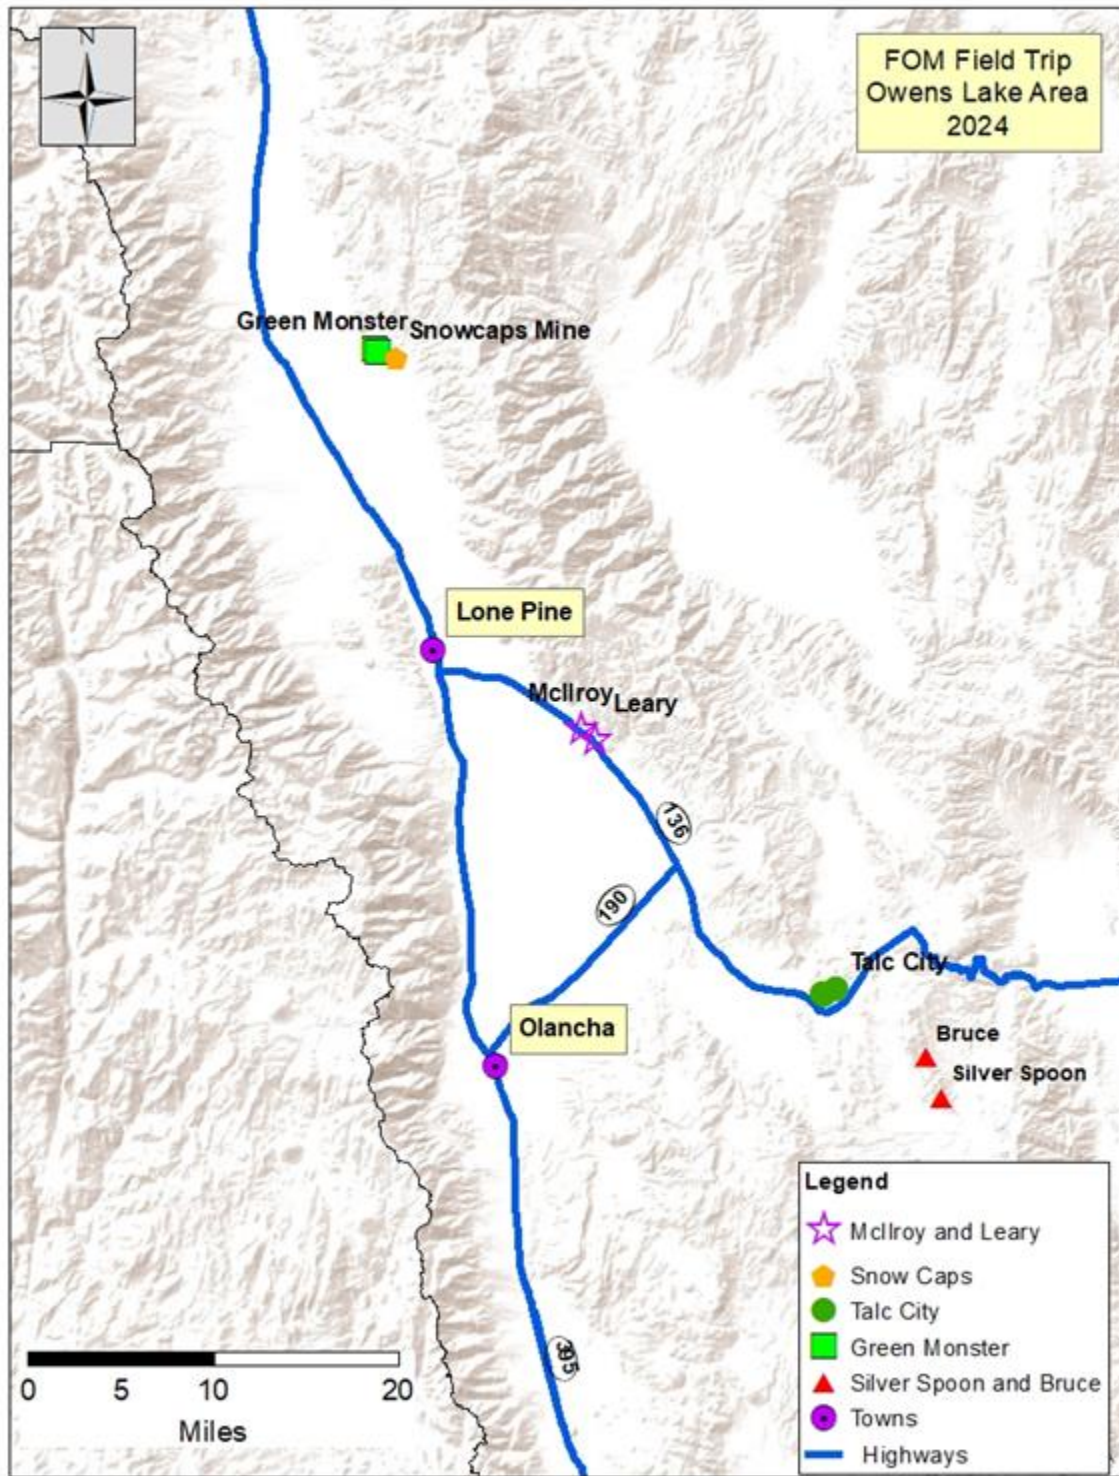 N
FOM Field Trip
Owens Lake Area
2024
Green Monster
Snowcaps Mine
Lone Pine
McIlroy
Leary
136
190
Talc City
Olancha
Bruce
Silver Spoon
395
Legend
McIlroy and Leary
Snow Caps
Talc City
Green Monster
Silver Spoon and Bruce
Towns
Highways
0 5 10 20
Miles